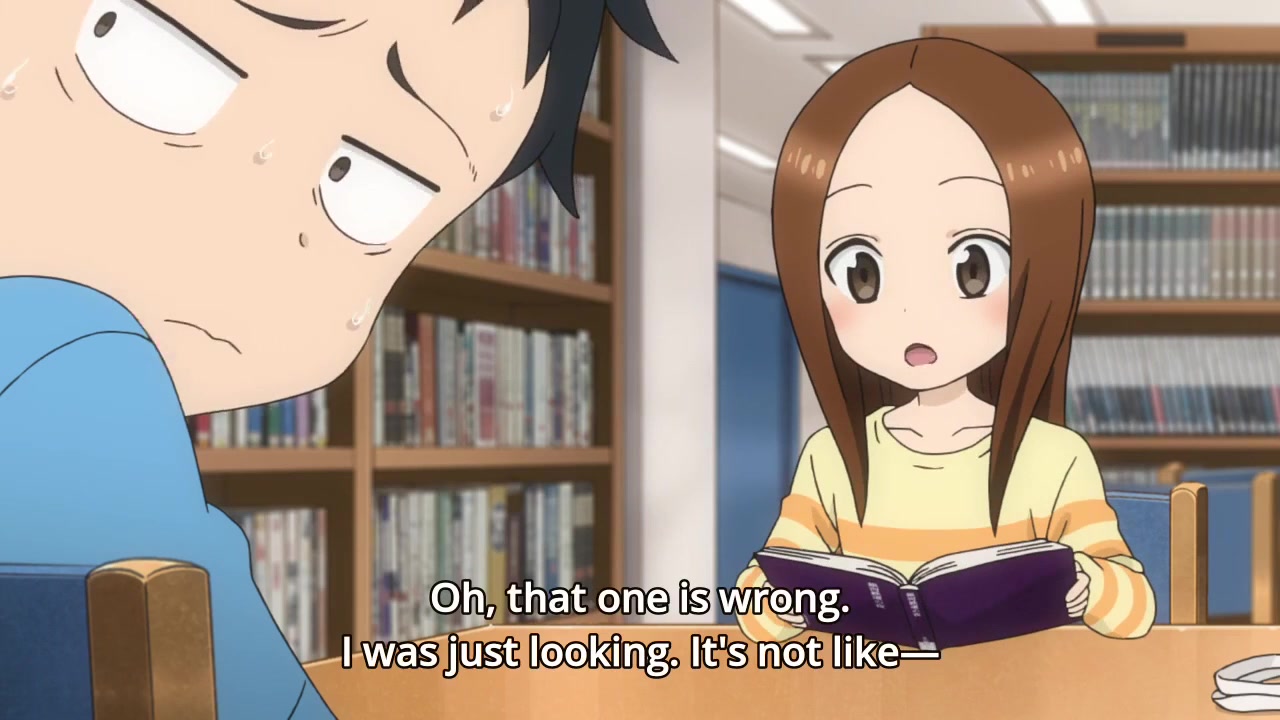 Oh, that one is wrong.
I was just looking. It's not like—